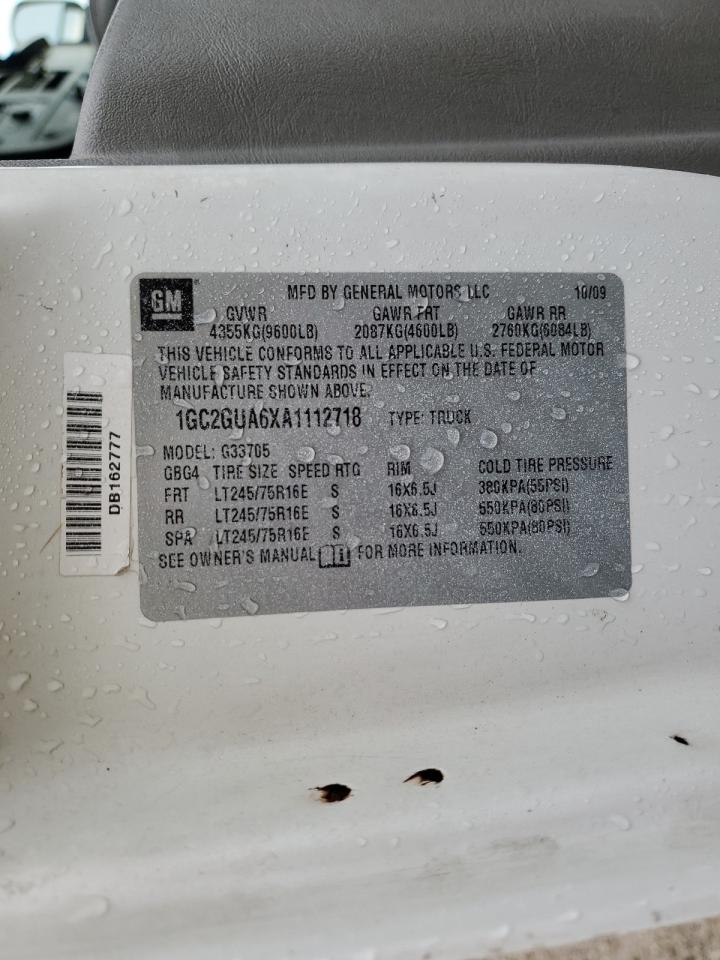 GM
MFD BY GENERAL MOTORS LLC 10/09
GVWR GAWR FRT GAWR RR
4355KG(9600LB) 2087KG(4600LB) 2760KG(6084LB)
THIS VEHICLE CONFORMS TO ALL APPLICABLE U.S. FEDERAL MOTOR
VEHICLE SAFETY STANDARDS IN EFFECT ON THE DATE OF
MANUFACTURE SHOWN ABOVE.
1GC2GUA6XA1112718 TYPE: TRUCK
MODEL: G33705
GBG4 TIRE SIZE SPEED RTG RIM COLD TIRE PRESSURE
FRT LT245/75R16E S 16X6.5J 380KPA(55PSI)
RR LT245/75R16E S 16X6.5J 550KPA(80PSI)
SPA LT245/75R16E S 16X6.5J 550KPA(80PSI)
SEE OWNER'S MANUAL FOR MORE INFORMATION.
DB162777